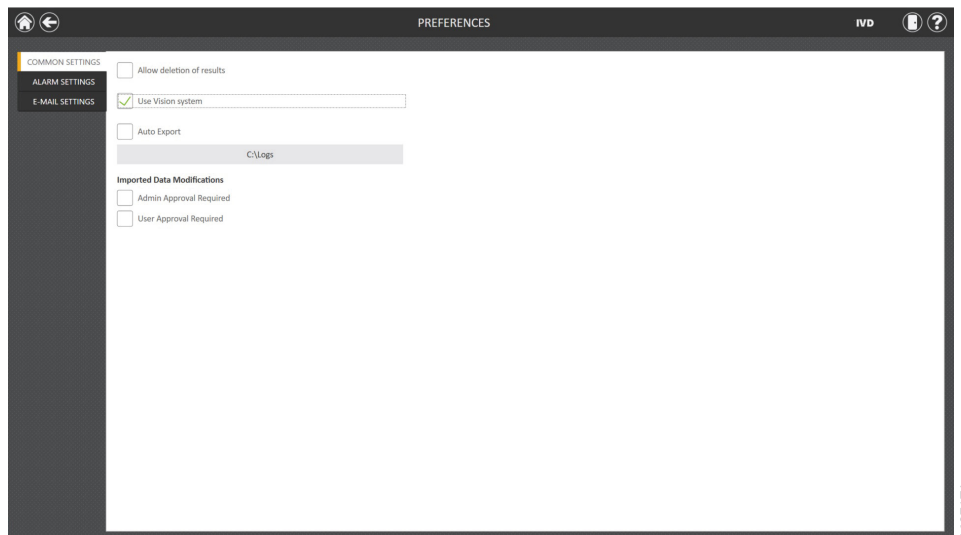 PREFERENCES
IVD
?
COMMON SETTINGS
ALARM SETTINGS
E-MAIL SETTINGS
Allow deletion of results
Use Vision system
Auto Export
C:\Logs
Imported Data Modifications
Admin Approval Required
User Approval Required